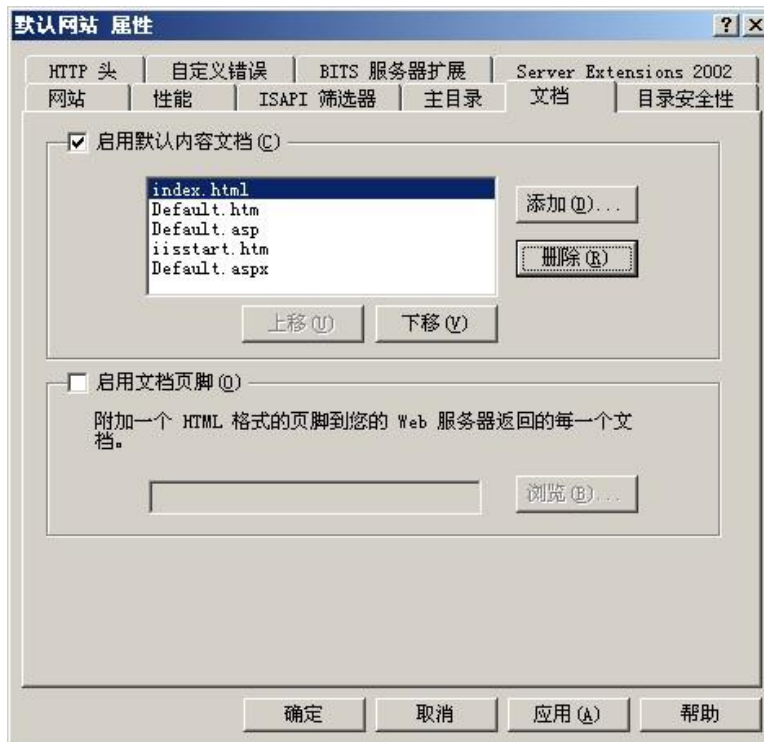 默认网站 属性
HTTP 头 自定义错误 BITS 服务器扩展 Server Extensions 2002
网站 性能 ISAPI 筛选器 主目录 文档 目录安全性
启用默认内容文档(C)
index.html
Default.htm
Default.asp
iisstart.htm
Default.aspx
添加(D)...
删除(R)
上移(U) 下移(V)
启用文档页脚(O)
附加一个 HTML 格式的页脚到您的 Web 服务器返回的每一个文
档。
浏览(B)...
确定 取消 应用(A) 帮助